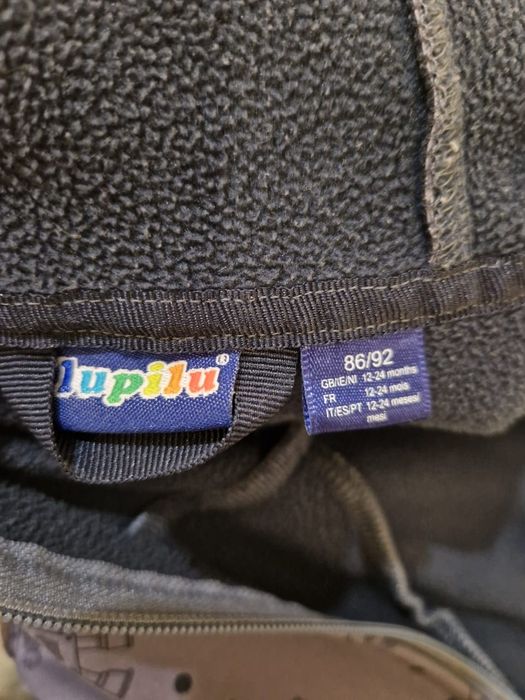 lupilu®
86/92
GB/IE/NI 12-24 months
FR 12-24 mois
IT/ES/PT 12-24 mesesi
mesi